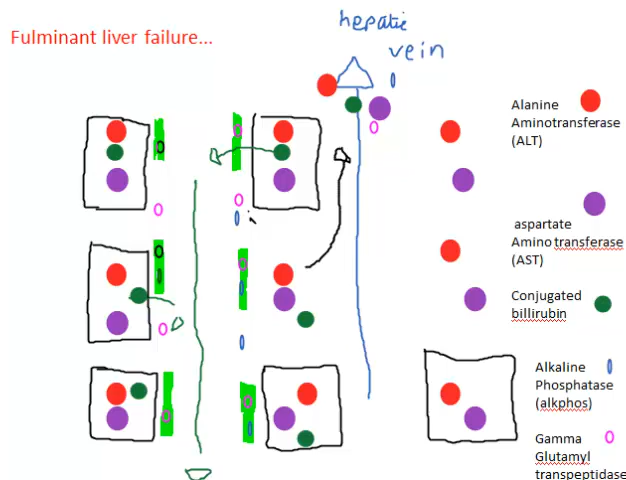 Fulminant liver failure...
hepatic
vein
Alanine
Aminotransferase
(ALT)
aspartate
Amino transferase
(AST)
Conjugated
billirubin
Alkaline
Phosphatase
(alkphos)
Gamma
Glutamyl
transpeptidase